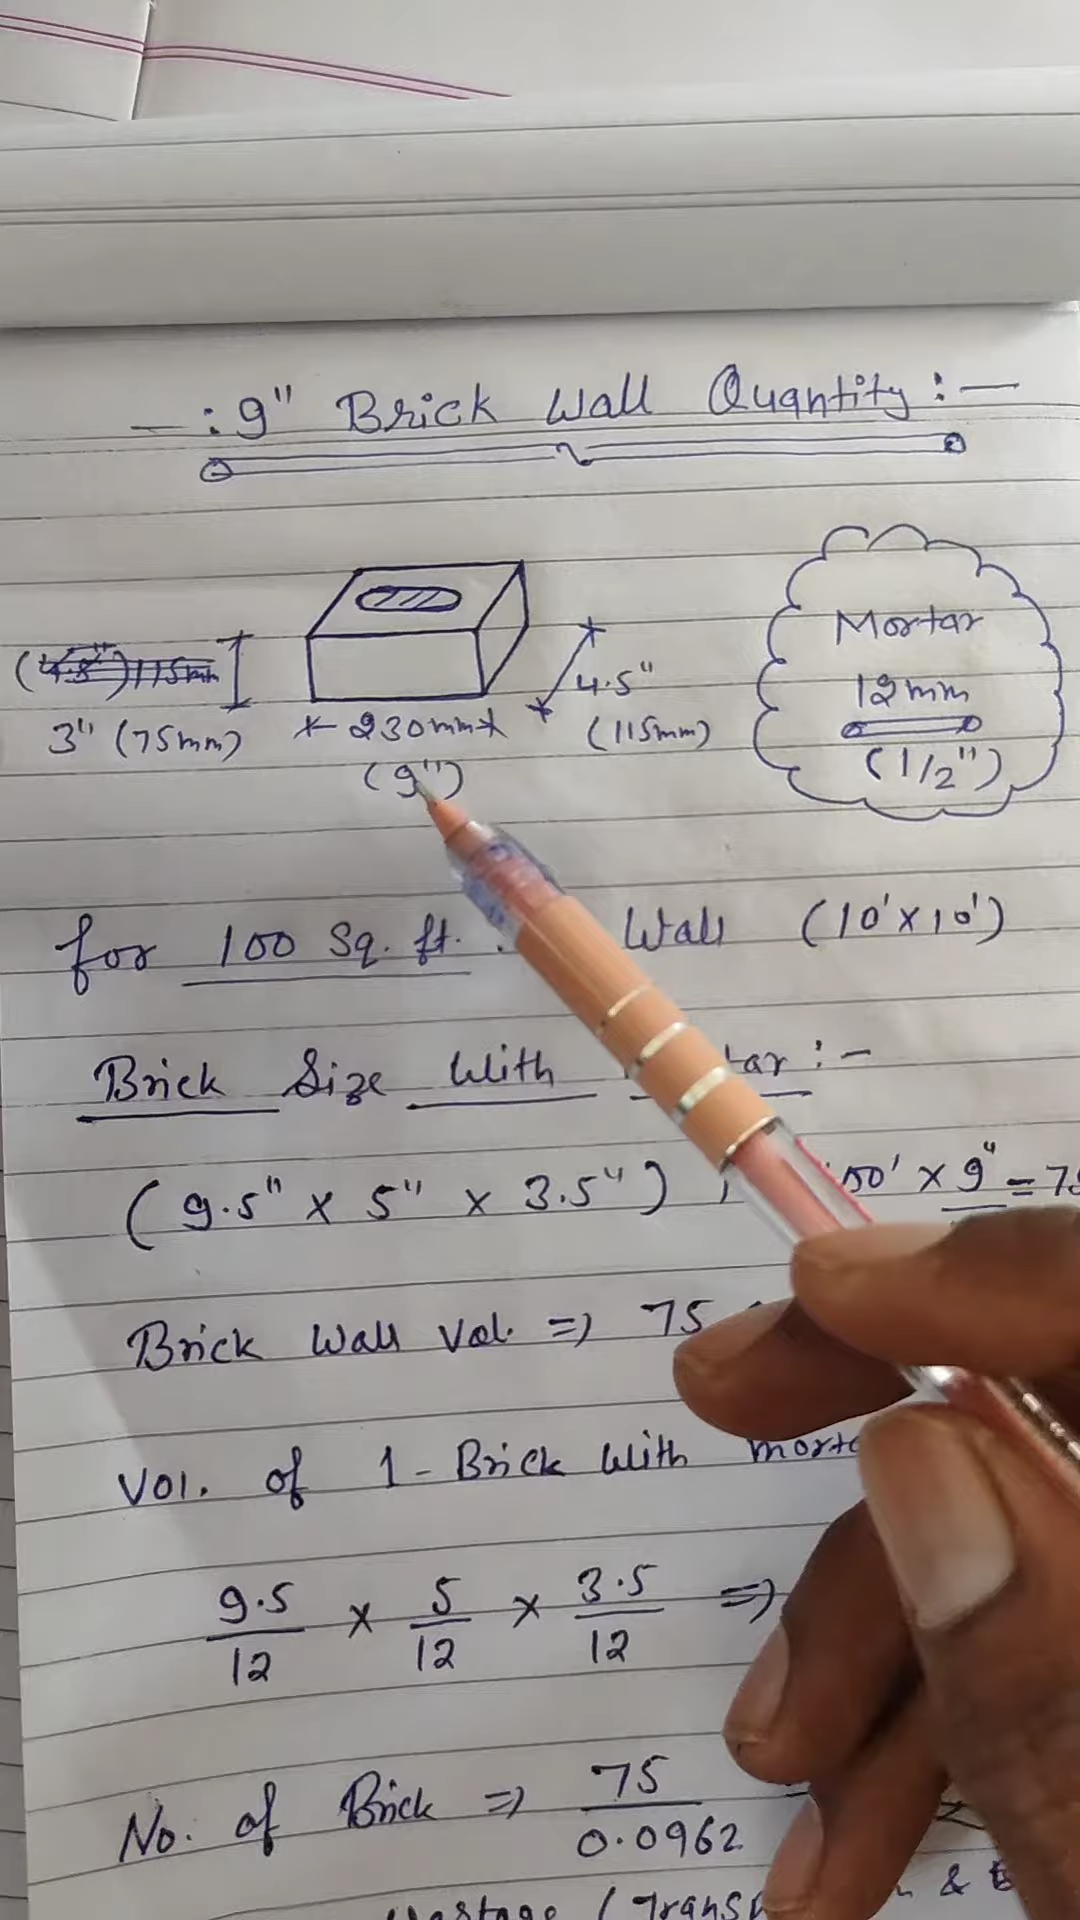 -: 9" Brick Wall Quantity :-
3" (75mm)
230mm
(9")
4.5"
(115mm)
Mortar
12mm
(1/2")
for 100 Sq. ft. Wall (10'x10')
Brick Size With :-
(9.5" x 5" x 3.5") x 9" =
Brick Wall Vol. => 75
Vol. of 1-Brick With
9.5/12 x 5/12 x 3.5/12 =>
No. of Brick => 75/0.0962